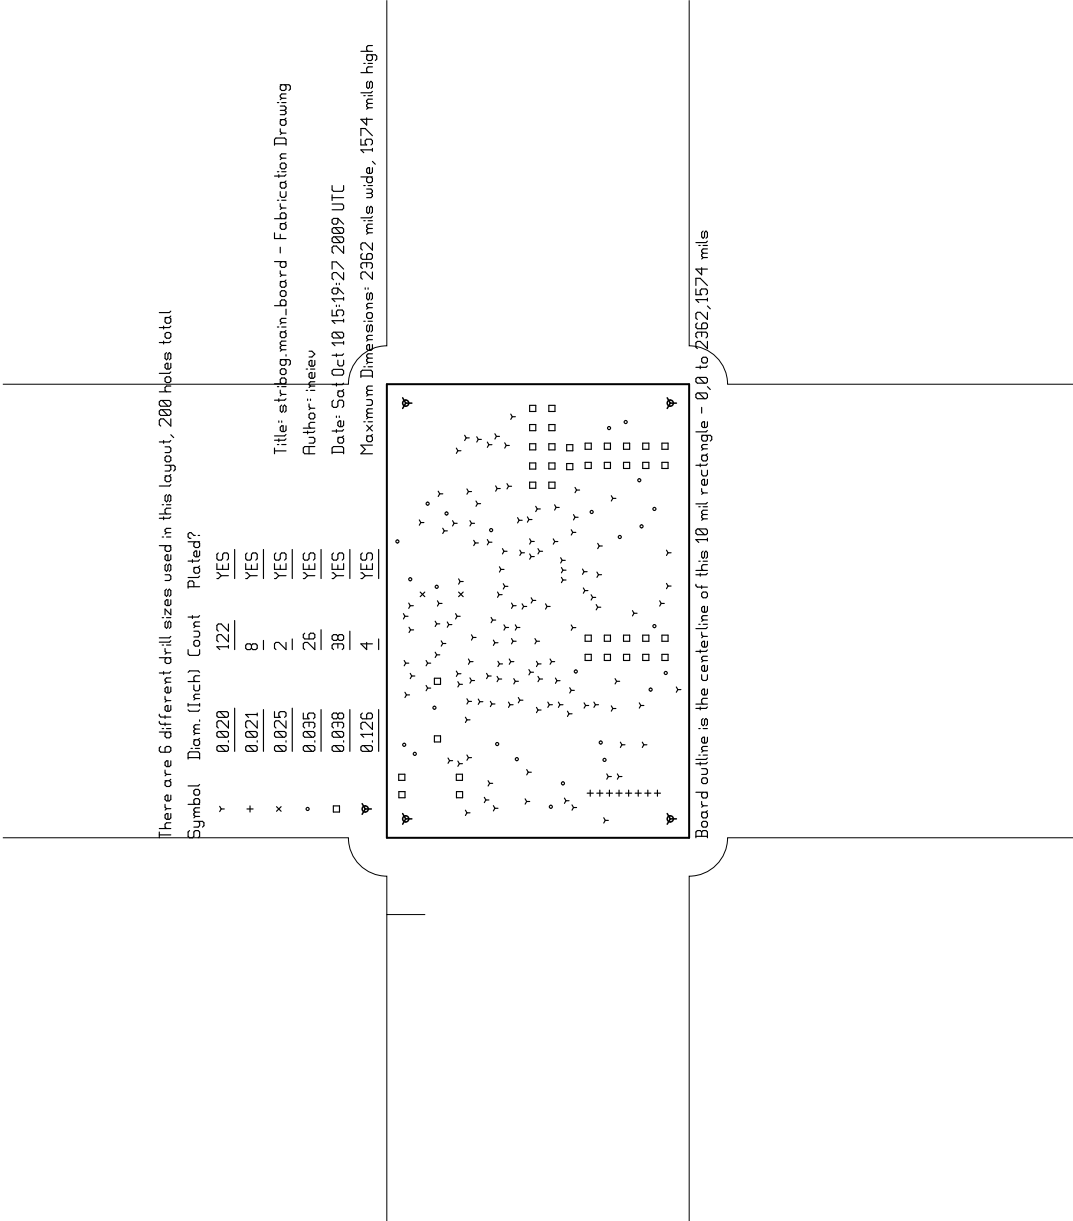 There are 6 different drill sizes used in this layout, 200 holes total
Symbol Diam. (Inch) Count Plated?
0.020 122 YES
0.021 8 YES
0.025 2 YES
0.035 26 YES
0.038 38 YES
0.126 4 YES
Title: stribog.main_board - Fabrication Drawing
Author: ineiev
Date: Sat Oct 10 15:19:27 2009 UTC
Maximum Dimensions: 2362 mils wide, 1574 mils high
Board outline is the centerline of this 10 mil rectangle - 0,0 to 2362,1574 mils